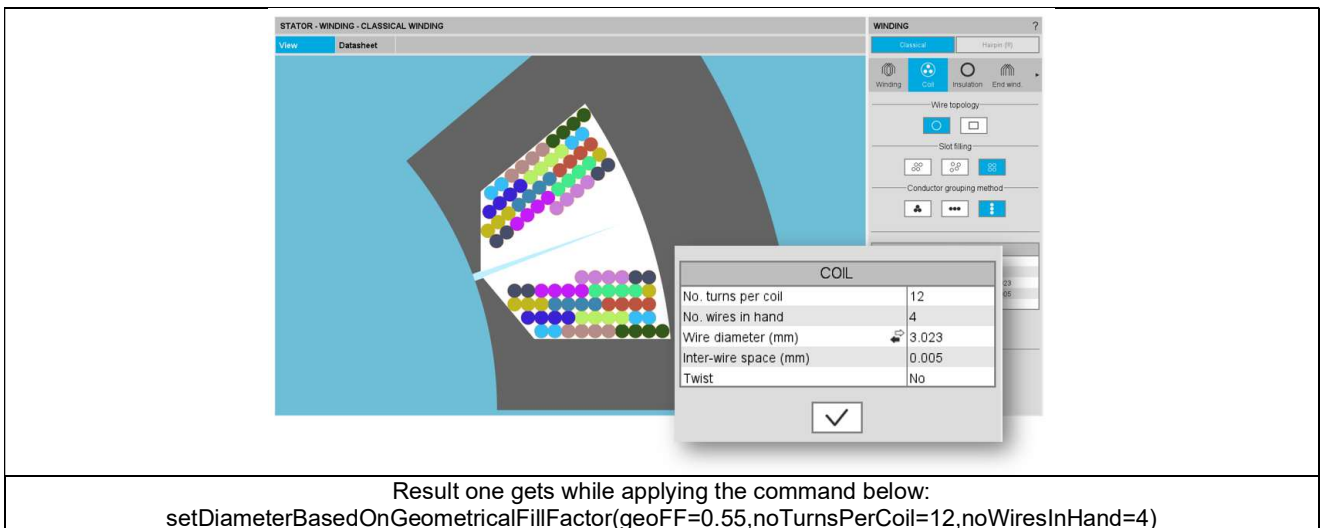 STATOR - WINDING - CLASSICAL WINDING
WINDING ?
View Datasheet
Classical Hairpin (®)
Winding Coil Insulation End wind.
Wire topology
Slot filling
Conductor grouping method
COIL
No. turns per coil 12
No. wires in hand 4
Wire diameter (mm) 3.023
Inter-wire space (mm) 0.005
Twist No
23
05
Result one gets while applying the command below:
setDiameterBasedOnGeometricalFillFactor(geoFF=0.55,noTurnsPerCoil=12,noWiresInHand=4)